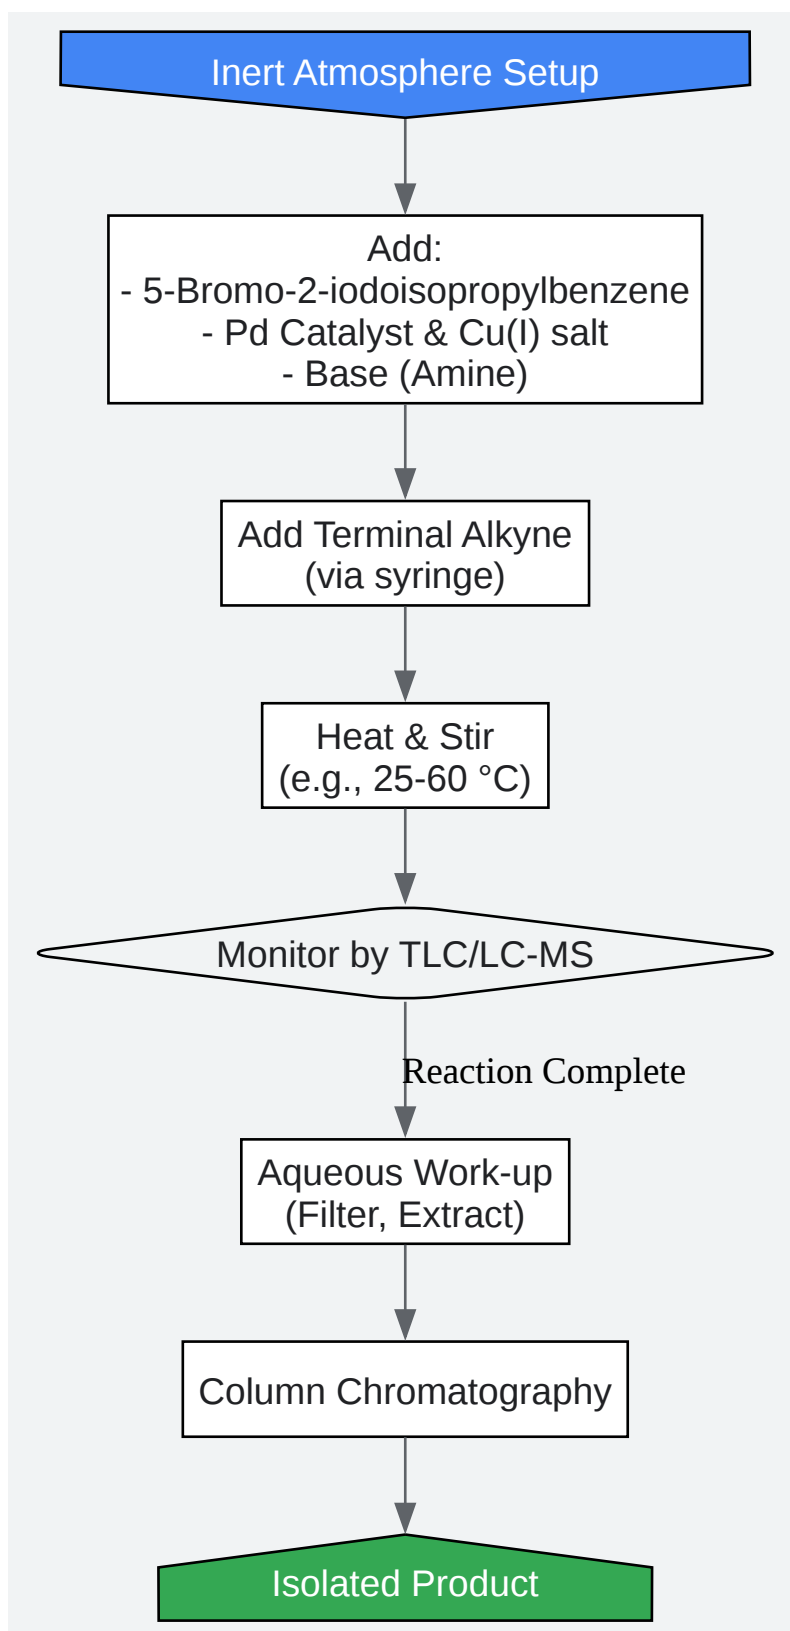 Inert Atmosphere Setup
Add:
- 5-Bromo-2-iodoisopropylbenzene
- Pd Catalyst & Cu(I) salt
- Base (Amine)
Add Terminal Alkyne
(via syringe)
Heat & Stir
(e.g., 25-60 °C)
Monitor by TLC/LC-MS
Reaction Complete
Aqueous Work-up
(Filter, Extract)
Column Chromatography
Isolated Product